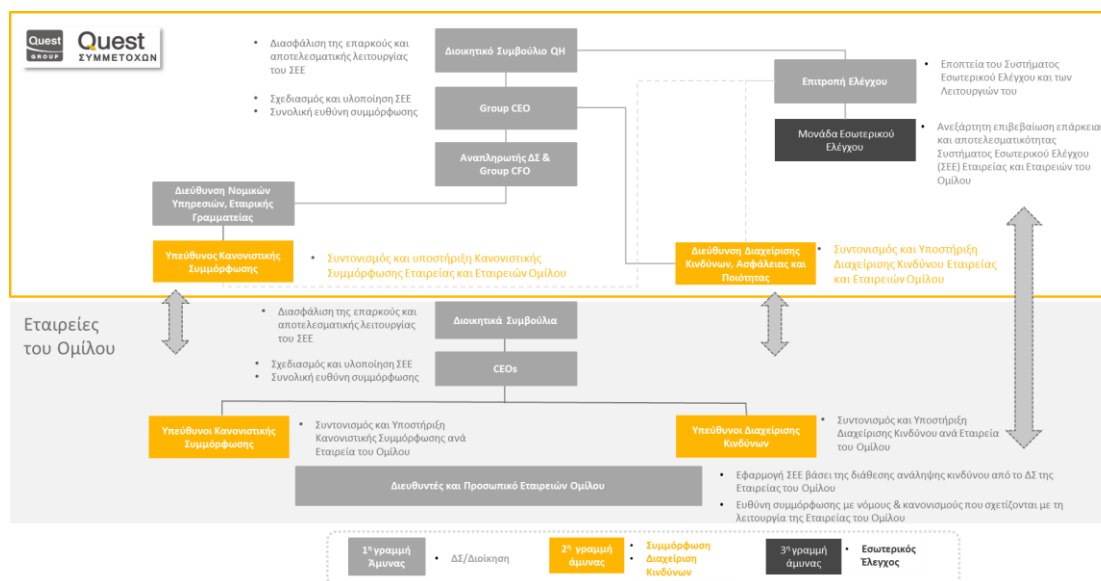 Quest
GROUP
Quest
ΣΥΜΜΕΤΟΧΩΝ
• Διασφάλιση της επαρκούς και
αποτελεσματικής λειτουργίας
του ΣΕΕ
Διοικητικό Συμβούλιο QH
• Σχεδιασμός και υλοποίηση ΣΕΕ
• Συνολική ευθύνη συμμόρφωσης
Group CEO
Αναπληρωτής ΔΣ &
Group CFO
Επιτροπή Ελέγχου
• Εποπτεία του Συστήματος
Εσωτερικού Ελέγχου και των
Λειτουργιών του
Μονάδα Εσωτερικού
Ελέγχου
• Ανεξάρτητη επιβεβαίωση επάρκειας
και αποτελεσματικότητας
Συστήματος Εσωτερικού Ελέγχου
(ΣΕΕ) Εταιρείας και Εταιρειών του
Ομίλου
Διεύθυνση Νομικών
Υπηρεσιών, Εταιρικής
Γραμματείας
Υπεύθυνος Κανονιστικής
Συμμόρφωσης
• Συντονισμός και υποστήριξη Κανονιστικής
Συμμόρφωσης Εταιρείας και Εταιρειών Ομίλου
Διεύθυνση Διαχείρισης
Κινδύνων, Ασφάλειας και
Ποιότητας
• Συντονισμός και Υποστήριξη
Διαχείρισης Κινδύνου Εταιρείας
και Εταιρειών Ομίλου
Εταιρείες
του Ομίλου
• Διασφάλιση της επαρκούς και
αποτελεσματικής λειτουργίας
του ΣΕΕ
Διοικητικά Συμβούλια
• Σχεδιασμός και υλοποίηση ΣΕΕ
• Συνολική ευθύνη συμμόρφωσης
CEOs
Υπεύθυνοι Κανονιστικής
Συμμόρφωσης
• Συντονισμός και Υποστήριξη
Κανονιστικής Συμμόρφωσης ανά
Εταιρεία του Ομίλου
Υπεύθυνοι Διαχείρισης
Κινδύνων
• Συντονισμός και Υποστήριξη
Διαχείρισης Κινδύνου ανά Εταιρεία
του Ομίλου
Διευθυντές και Προσωπικό Εταιρειών Ομίλου
• Εφαρμογή ΣΕΕ βάσει της διάθεσης ανάληψης κινδύνου από το ΔΣ της
Εταιρείας του Ομίλου
• Ευθύνη συμμόρφωσης με νόμους & κανονισμούς που σχετίζονται με τη
λειτουργία της Εταιρείας του Ομίλου
1η γραμμή
Άμυνας
• ΔΣ/Διοίκηση
2η γραμμή
άμυνας
• Συμμόρφωση
• Διαχείριση
Κινδύνων
3η γραμμή
άμυνας
• Εσωτερικός
Έλεγχος